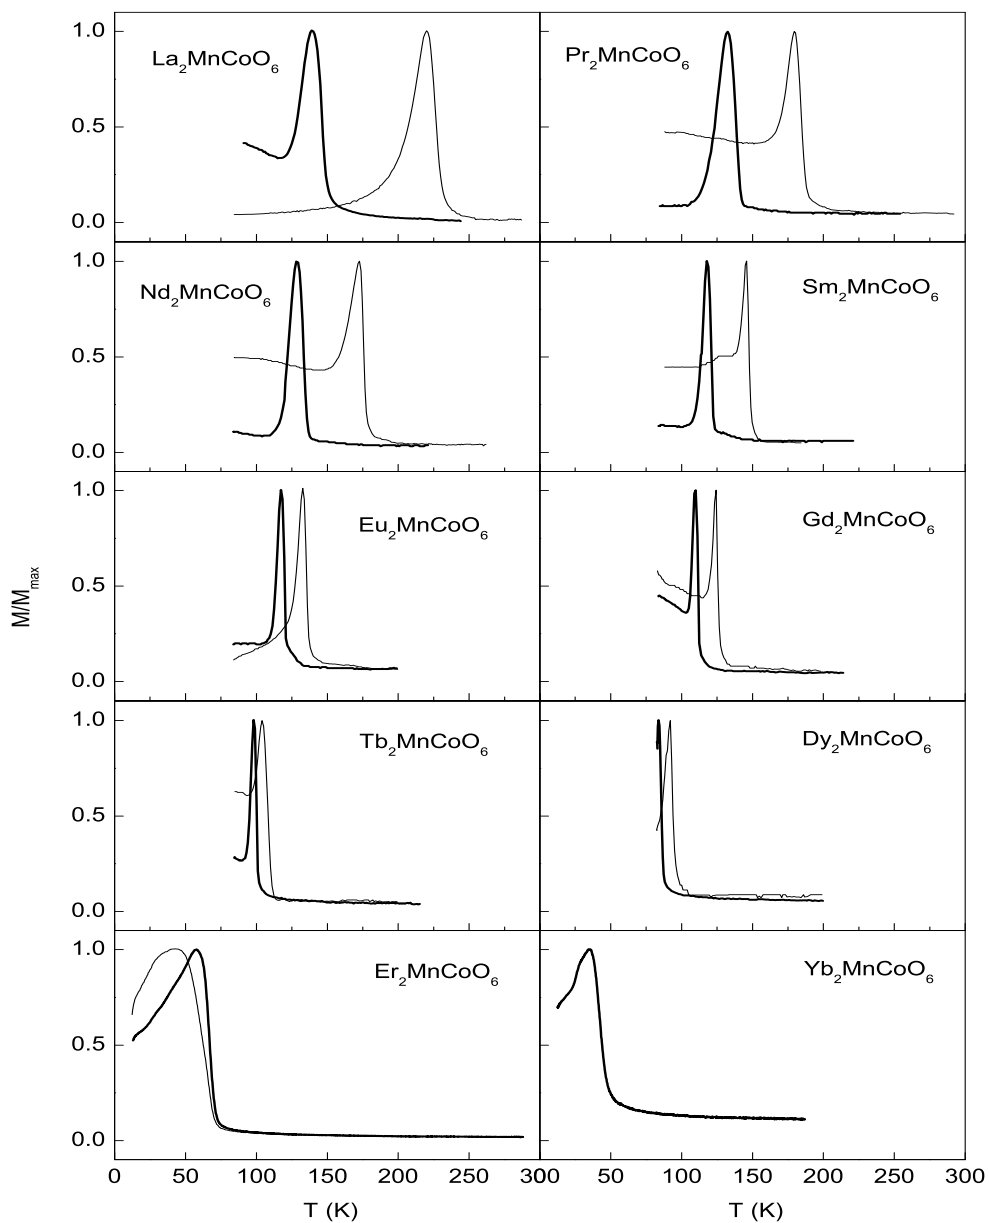 1.0 La₂MnCoO₆ Pr₂MnCoO₆
0.5
0.0
1.0 Nd₂MnCoO₆ Sm₂MnCoO₆
0.5
0.0
1.0 Eu₂MnCoO₆ Gd₂MnCoO₆
0.5
M/Mmax
0.0
1.0 Tb₂MnCoO₆ Dy₂MnCoO₆
0.5
0.0
1.0 Er₂MnCoO₆ Yb₂MnCoO₆
0.5
0.0
0 50 100 150 200 250 300 50 100 150 200 250 300
T (K) T (K)